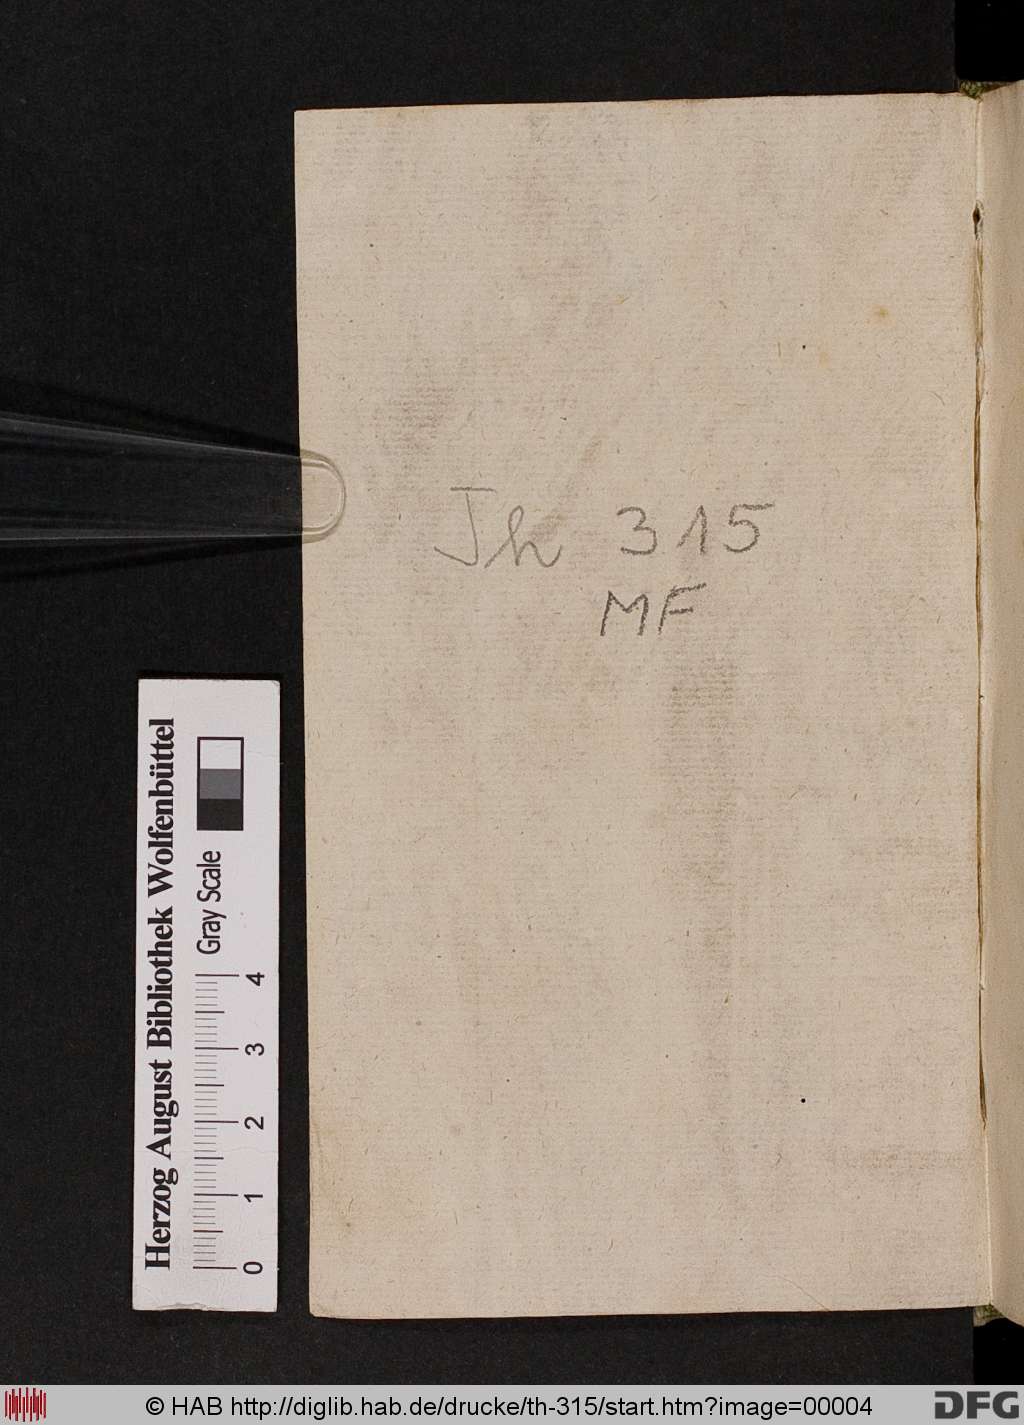 Th 315
MF
Herzog August Bibliothek Wolfenbüttel
Gray Scale
0 1 2 3 4
© HAB http://diglib.hab.de/drucke/th-315/start.htm?image=00004
DFG